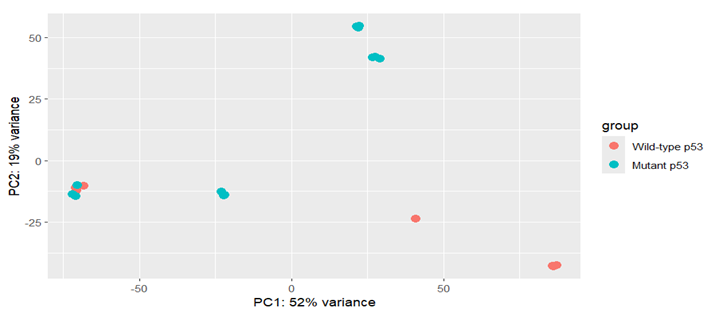 50
25
0
-25
PC2: 19% variance
-50
0
50
PC1: 52% variance
group
Wild-type p53
Mutant p53